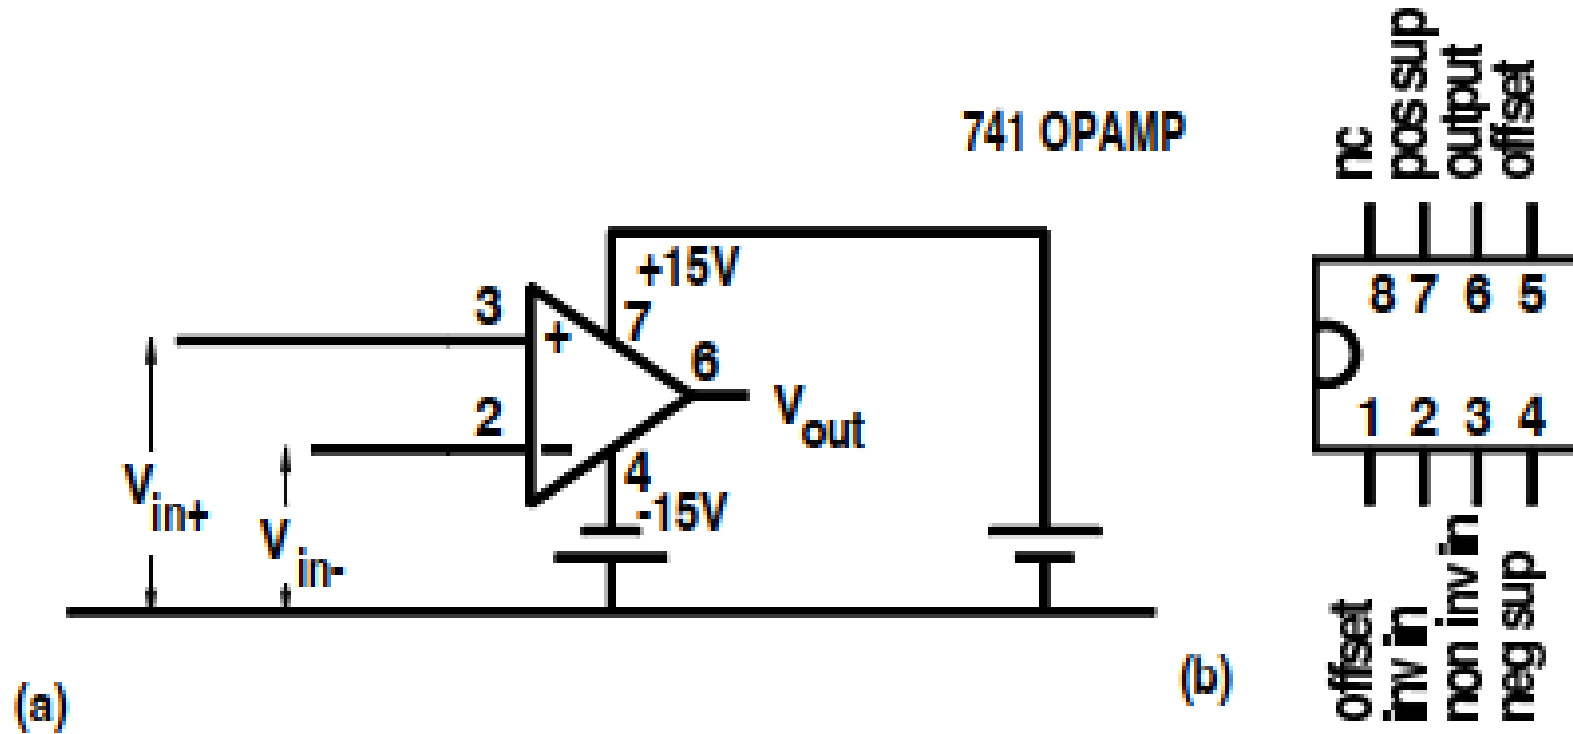 741 OPAMP
+15V
3
+
7
6
Vout
2
−
4
-15V
Vin+
Vin-
(a)
nc
pos sup
output
offset
8 7 6 5
1 2 3 4
offset
inv in
non inv in
neg sup
(b)